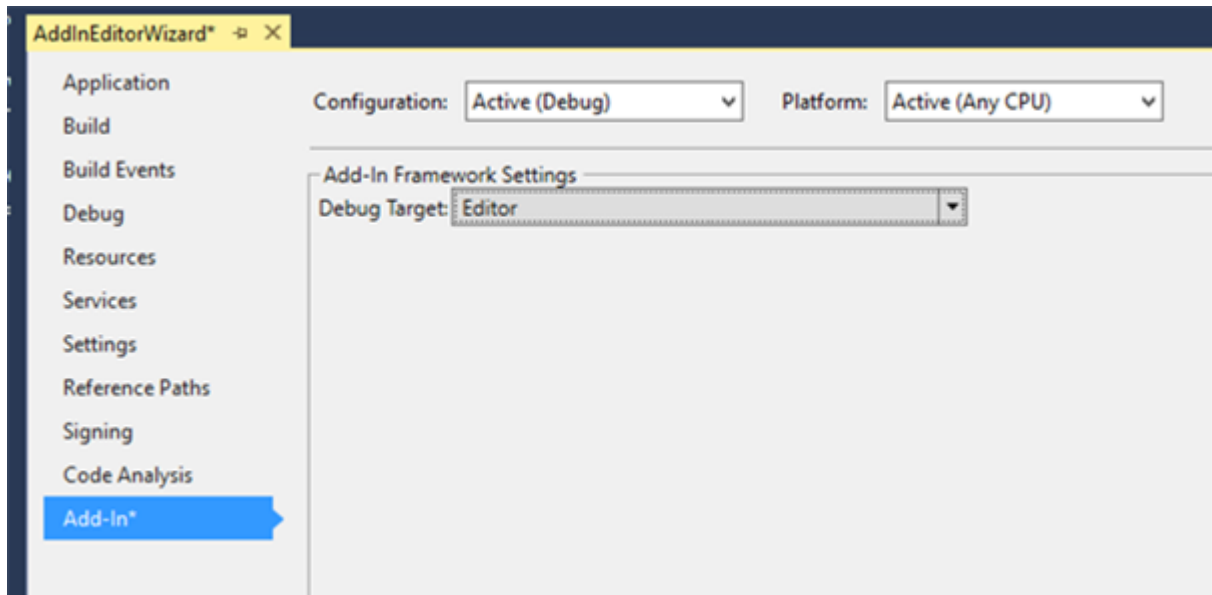 AddInEditorWizard*
Application
Build
Build Events
Debug
Resources
Services
Settings
Reference Paths
Signing
Code Analysis
Add-In*
Configuration: Active (Debug) Platform: Active (Any CPU)
Add-In Framework Settings
Debug Target: Editor